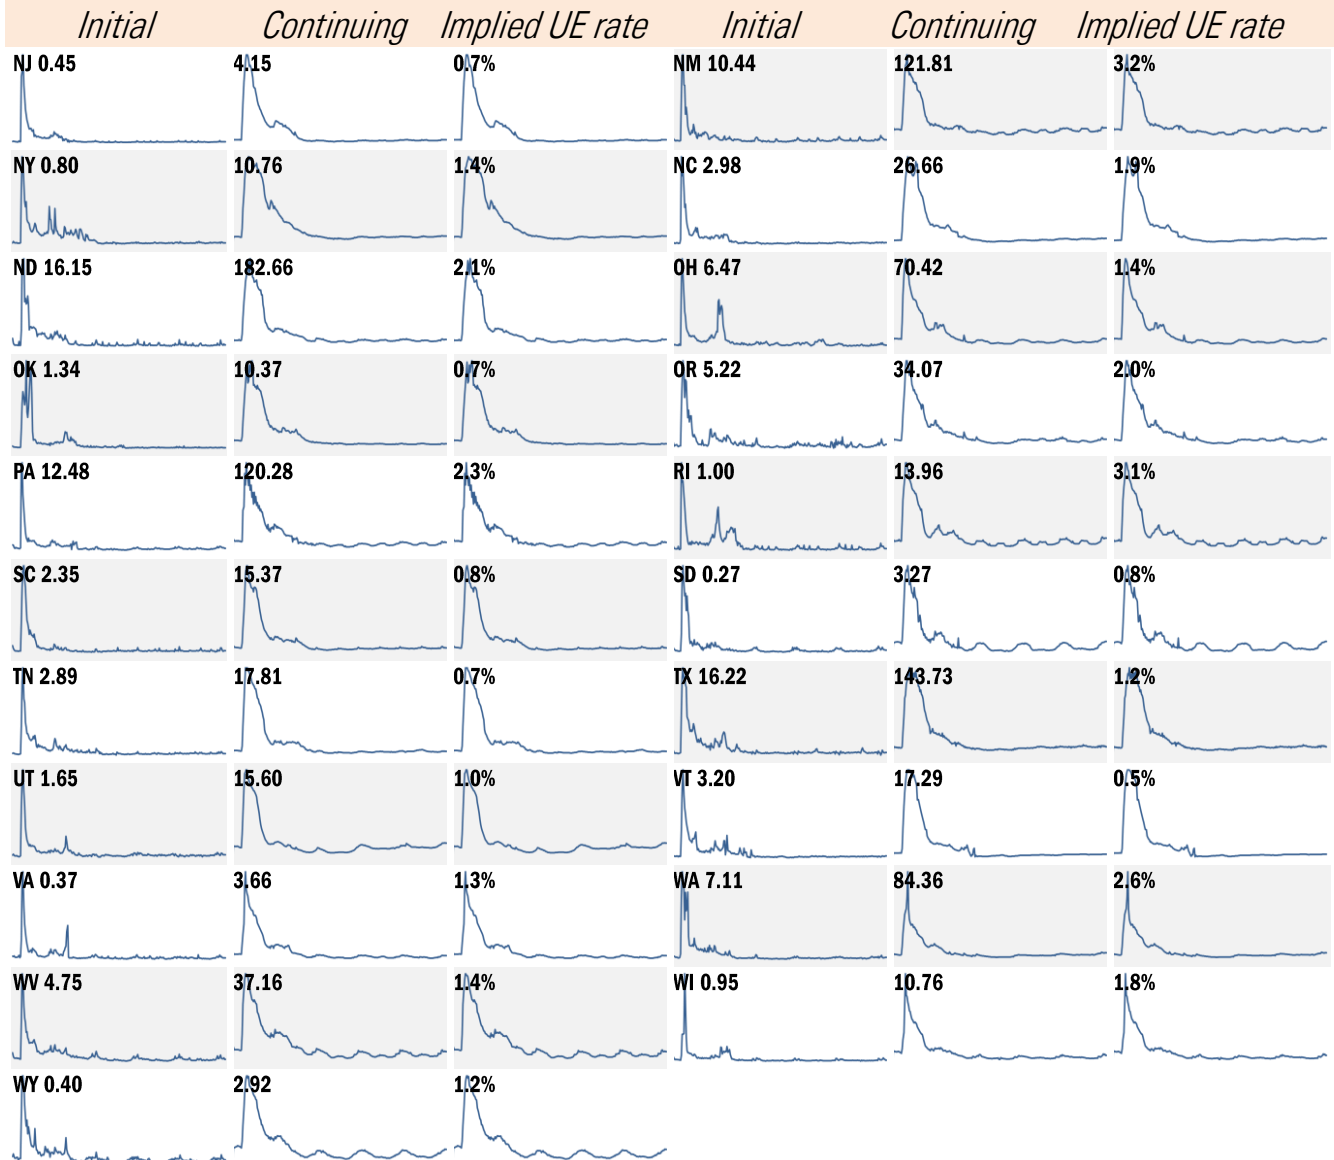 Initial Continuing Implied UE rate Initial Continuing Implied UE rate
NJ 0.45 4.15 0.7% NM 10.44 121.81 3.2%
NY 0.80 10.76 1.4% NC 2.98 26.66 1.9%
ND 16.15 182.66 2.1% OH 6.47 70.42 1.4%
OK 1.34 10.37 0.7% OR 5.22 34.07 2.0%
PA 12.48 120.28 2.3% RI 1.00 13.96 3.1%
SC 2.35 15.37 0.8% SD 0.27 3.27 0.8%
TN 2.89 17.81 0.7% TX 16.22 143.73 1.2%
UT 1.65 15.60 1.0% VT 3.20 17.29 0.5%
VA 0.37 3.66 1.3% WA 7.11 84.36 2.6%
WV 4.75 37.16 1.4% WI 0.95 10.76 1.8%
WY 0.40 2.92 1.2%